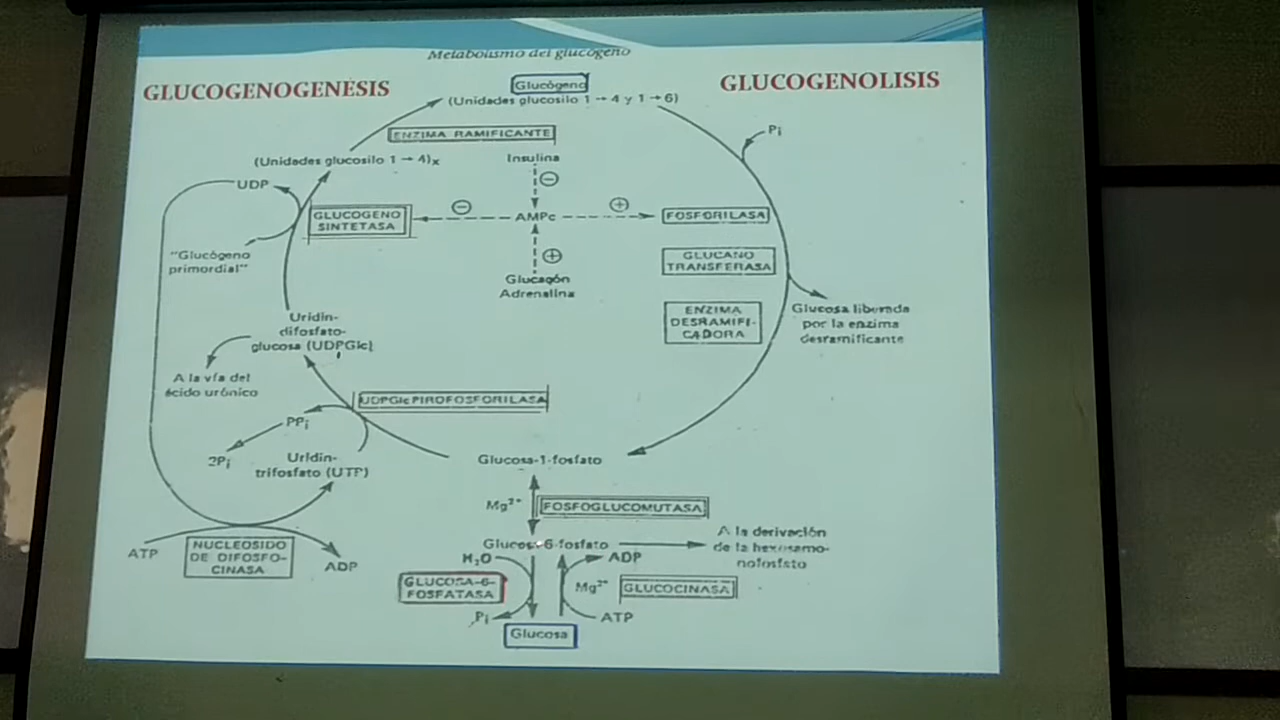 Metabolismo del glucógeno
GLUCOGENOGENÉSIS
GLUCOGENOLISIS
Glucógeno
(Unidades glucosilo 1 → 4 y 1 → 6)
ENZIMA RAMIFICANTE
(Unidades glucosilo 1 → 4)x
Insulina
Pi
UDP
GLUCOGENO
SINTETASA
AMPc
FOSFORILASA
"Glucógeno
primordial"
GLUCANO
TRANSFERASA
Glucagón
Adrenalina
ENZIMA
DESRAMIFI-
CADORA
Glucosa liberada
por la enzima
desramificante
Uridin-
difosfato-
glucosa (UDPGlc)
A la vía del
ácido urónico
UDPGlc PIROFOSFORILASA
PPi
2Pi
Uridin-
trifosfato (UTP)
Glucosa-1-fosfato
Mg2+
FOSFOGLUCOMUTASA
Glucosa-6-fosfato
A la derivación
de la hexosamo-
nofosfato
ATP
NUCLEOSIDO
DE DIFOSFO-
CINASA
ADP
H2O
ADP
GLUCOSA-6-
FOSFATASA
Mg2+
GLUCOCINASA
Pi
ATP
Glucosa